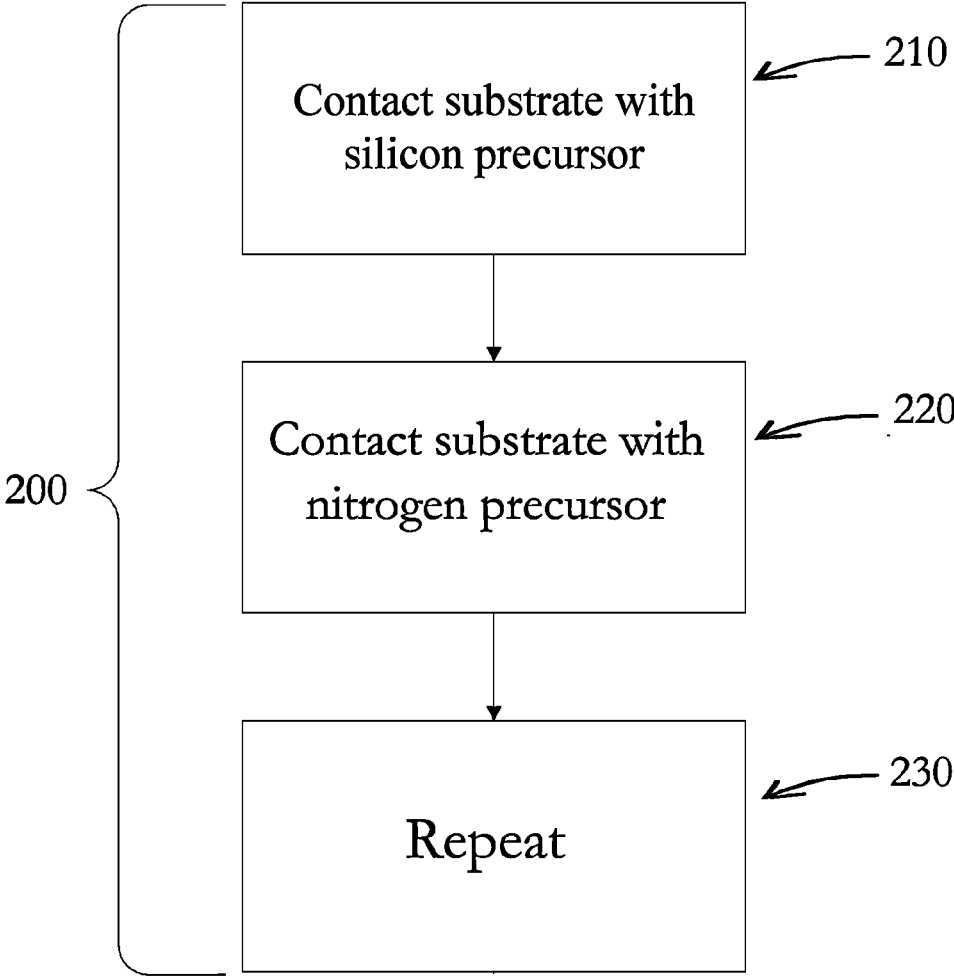 210
Contact substrate with
silicon precursor
220
Contact substrate with
nitrogen precursor
200
230
Repeat